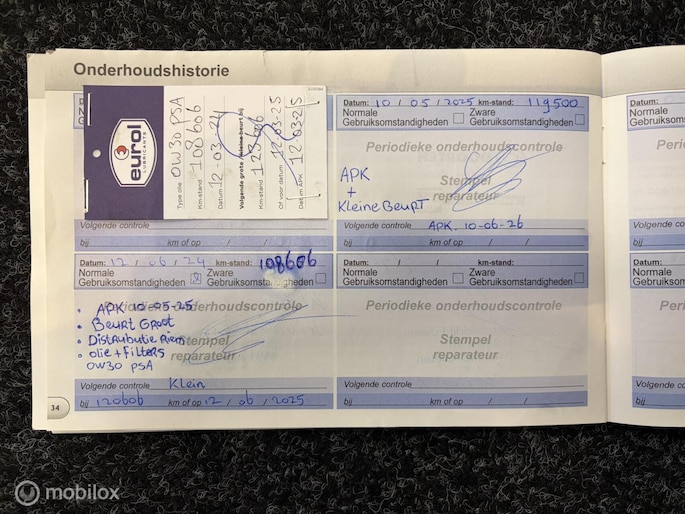 Onderhoudshistorie
eurol
LUBRICANTS
Type olie 0W30 PSA
Km-stand 108606
Datum 12-03-24
Volgende grote / kleine beurt bij
Km-stand
Of voor datum 12-03-25
Datum APK 12-03-25
Datum: 10 / 05 / 2025 km-stand: 119500
Normale Gebruiksomstandigheden
Zware Gebruiksomstandigheden
Periodieke onderhoudscontrole
Stempel
reparateur
APK
+
Kleine Beurt
Volgende controle
bij km of op / /
Volgende controle APK. 10-06-26
bij km of op / /
Datum: 12 / 06 / 24 km-stand: 108606
Normale Gebruiksomstandigheden
Zware Gebruiksomstandigheden
Periodieke onderhoudscontrole
Stempel
reparateur
• APK 10-05-25
• Beurt Groot
• Distributie Riem
• olie + Filters
0W30 PSA
Volgende controle Klein
bij 120606 km of op 12 / 06 / 2025
Datum: / / km-stand:
Normale Gebruiksomstandigheden
Zware Gebruiksomstandigheden
Periodieke onderhoudscontrole
Stempel
reparateur
Volgende controle
bij km of op / /
34
mobilox